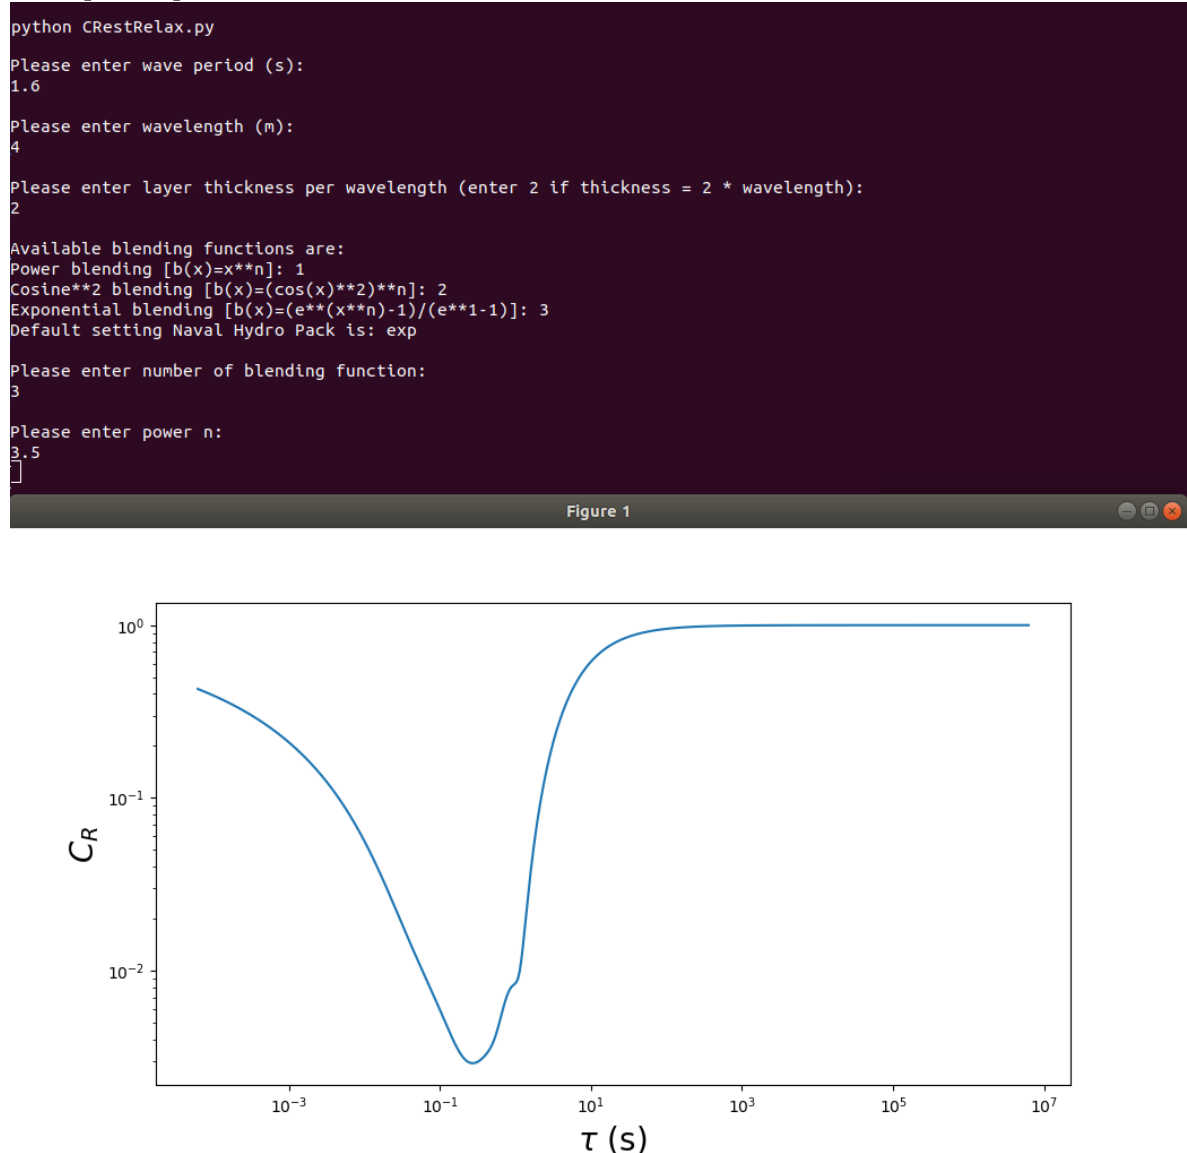 python CRestRelax.py
Please enter wave period (s):
1.6
Please enter wavelength (m):
4
Please enter layer thickness per wavelength (enter 2 if thickness = 2 * wavelength):
2
Available blending functions are:
Power blending [b(x)=x**n]: 1
Cosine**2 blending [b(x)=(cos(x)**2)**n]: 2
Exponential blending [b(x)=(e**(x**n)-1)/(e**1-1)]: 3
Default setting Naval Hydro Pack is: exp
Please enter number of blending function:
3
Please enter power n:
3.5
Figure 1
10⁰
10⁻¹
10⁻²
C_R
10⁻³ 10⁻¹ 10¹ 10³ 10⁵ 10⁷
τ (s)